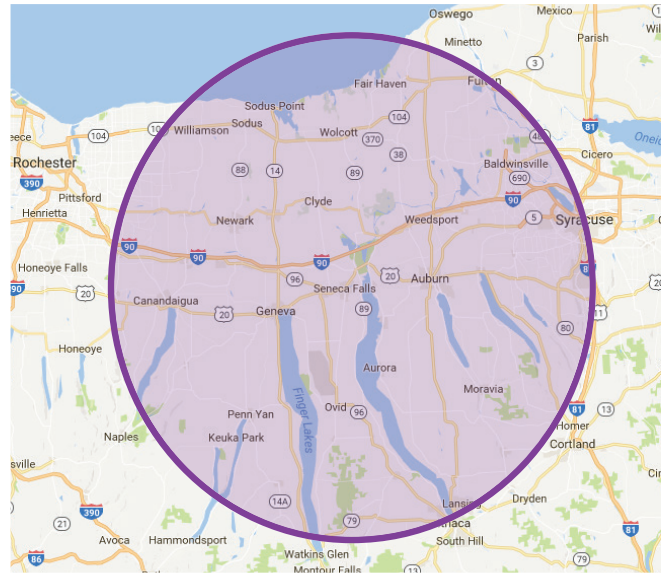 Oswego
Mexico
Minetto
Parish
3
Fair Haven
Fulton
104
Sodus Point
Williamson
Sodus
Wolcott
104
370
38
81
Cicero
Rochester
390
88
14
89
Baldwinsville
690
Pittsford
Henrietta
Clyde
90
5
Newark
Weedsport
Syracuse
90
90
90
Honeoye Falls
90
20
96
Seneca Falls
20
Auburn
20
Canandaigua
20
Geneva
89
11
80
Honeoye
Aurora
Moravia
Finger Lakes
Penn Yan
Ovid
96
81
13
Naples
Keuka Park
Homer
Cortland
14A
Lansing
Dryden
390
21
79
81
Avoca
Hammondsport
South Hill
86
Watkins Glen
Montour Falls
79